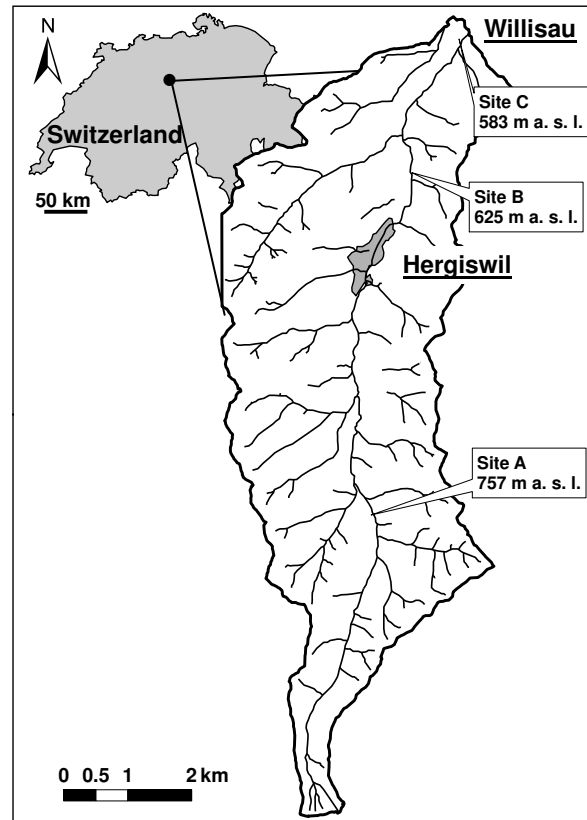 N
Willisau
Site C
583 m a. s. l.
Switzerland
50 km
Site B
625 m a. s. l.
Hergiswil
Site A
757 m a. s. l.
0 0.5 1 2 km